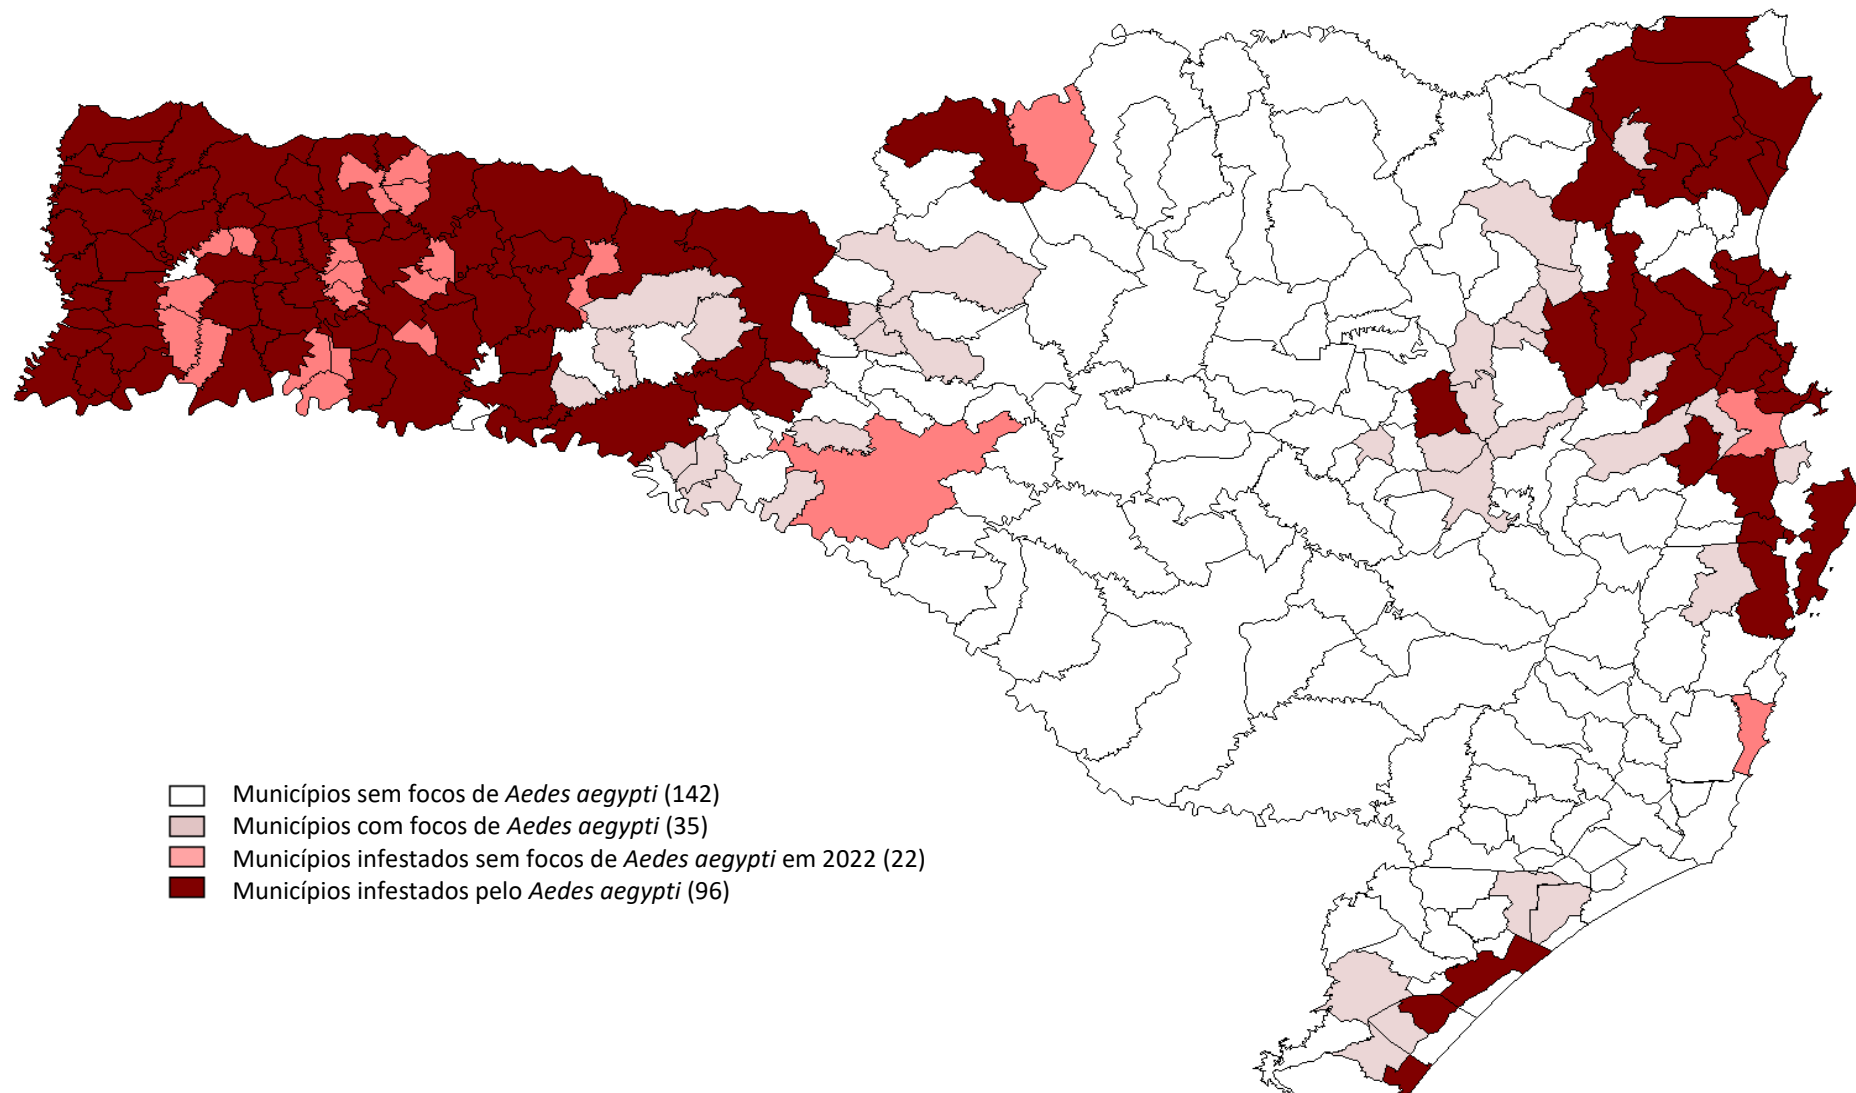 Municípios sem focos de Aedes aegypti (142)
Municípios com focos de Aedes aegypti (35)
Municípios infestados sem focos de Aedes aegypti em 2022 (22)
Municípios infestados pelo Aedes aegypti (96)